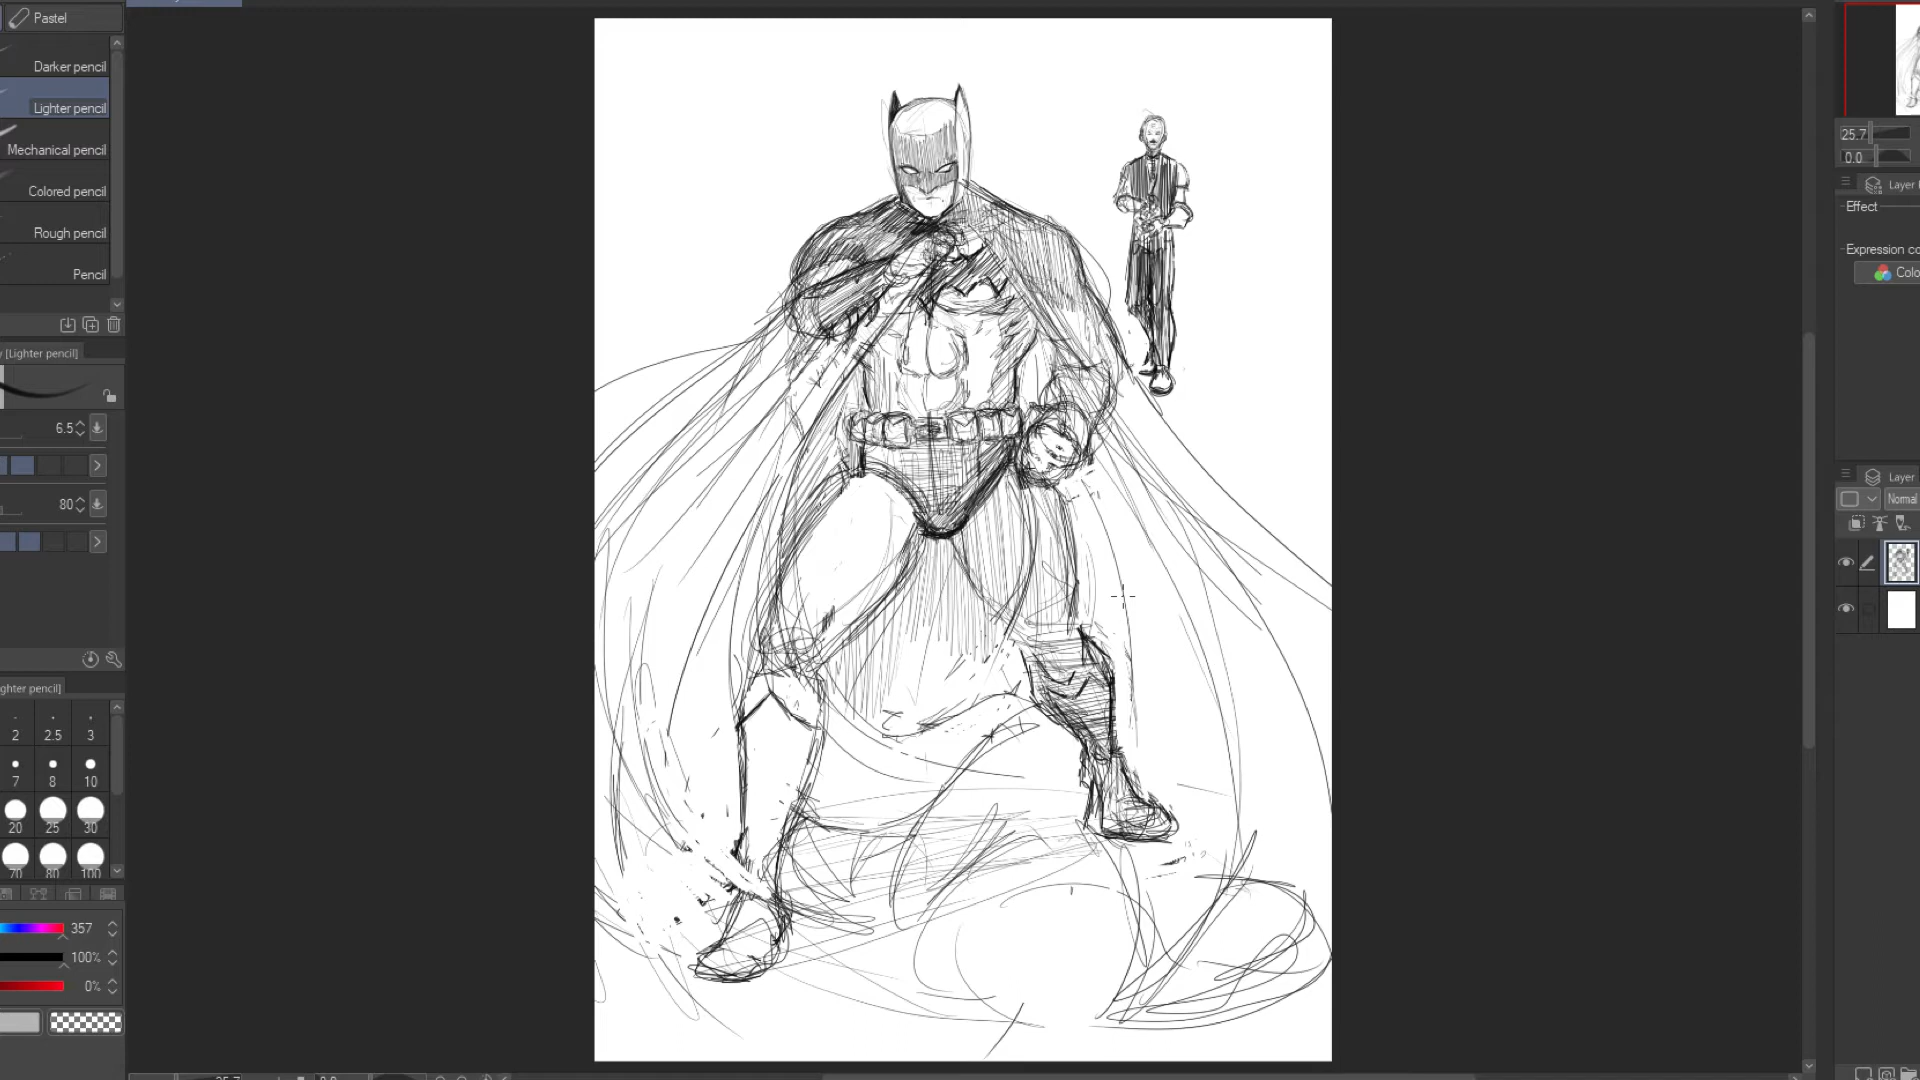 Pastel
Darker pencil
Lighter pencil
Mechanical pencil
Colored pencil
Rough pencil
Pencil
[Lighter pencil]
6.5
80
ghter pencil]
2 2.5 3
7 8 10
20 25 30
70 80 100
357
100%
0%
25.7
0.0
Layer
Effect
Expression co
Colo
Layer
Normal